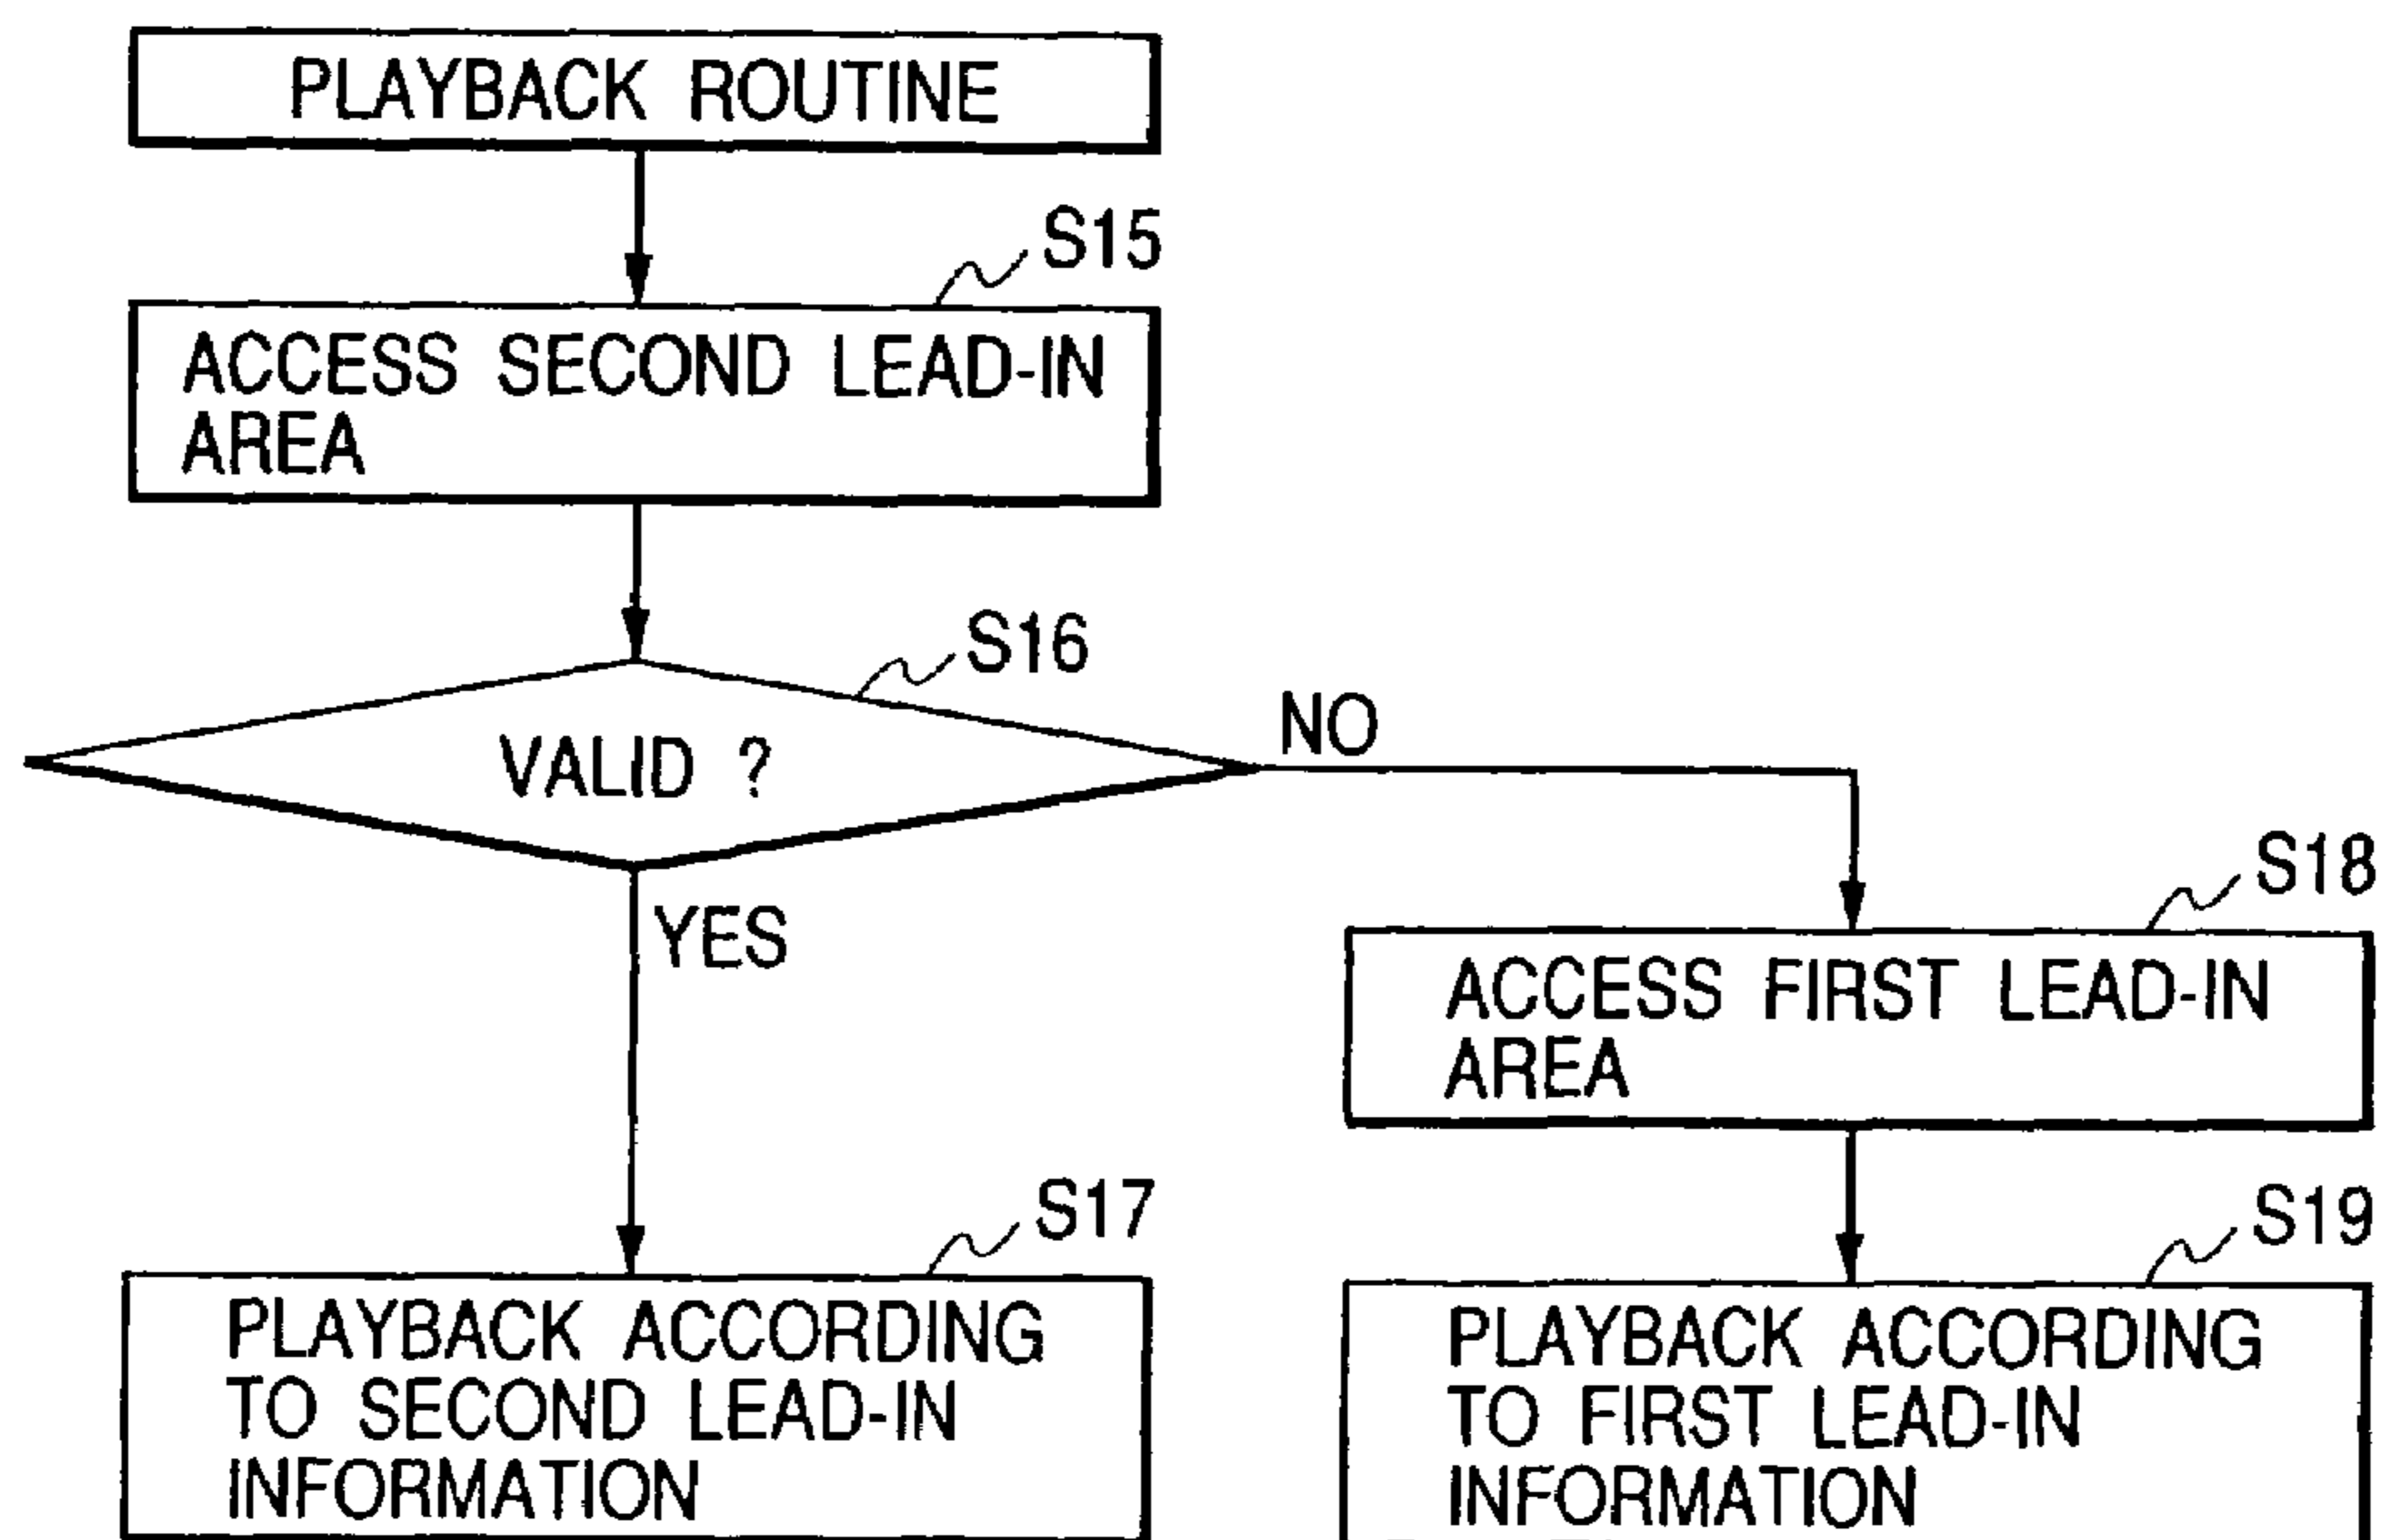 PLAYBACK ROUTINE
S15
ACCESS SECOND LEAD-IN
AREA
S16
VALID ?
NO
YES
S18
ACCESS FIRST LEAD-IN
AREA
S17
PLAYBACK ACCORDING
TO SECOND LEAD-IN
INFORMATION
S19
PLAYBACK ACCORDING
TO FIRST LEAD-IN
INFORMATION